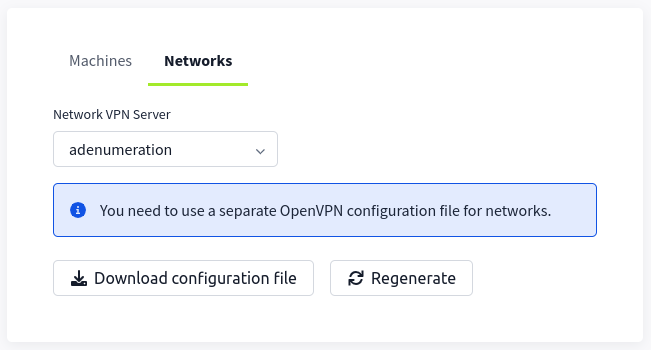 Machines Networks
Network VPN Server
adenumeration
You need to use a separate OpenVPN configuration file for networks.
Download configuration file Regenerate